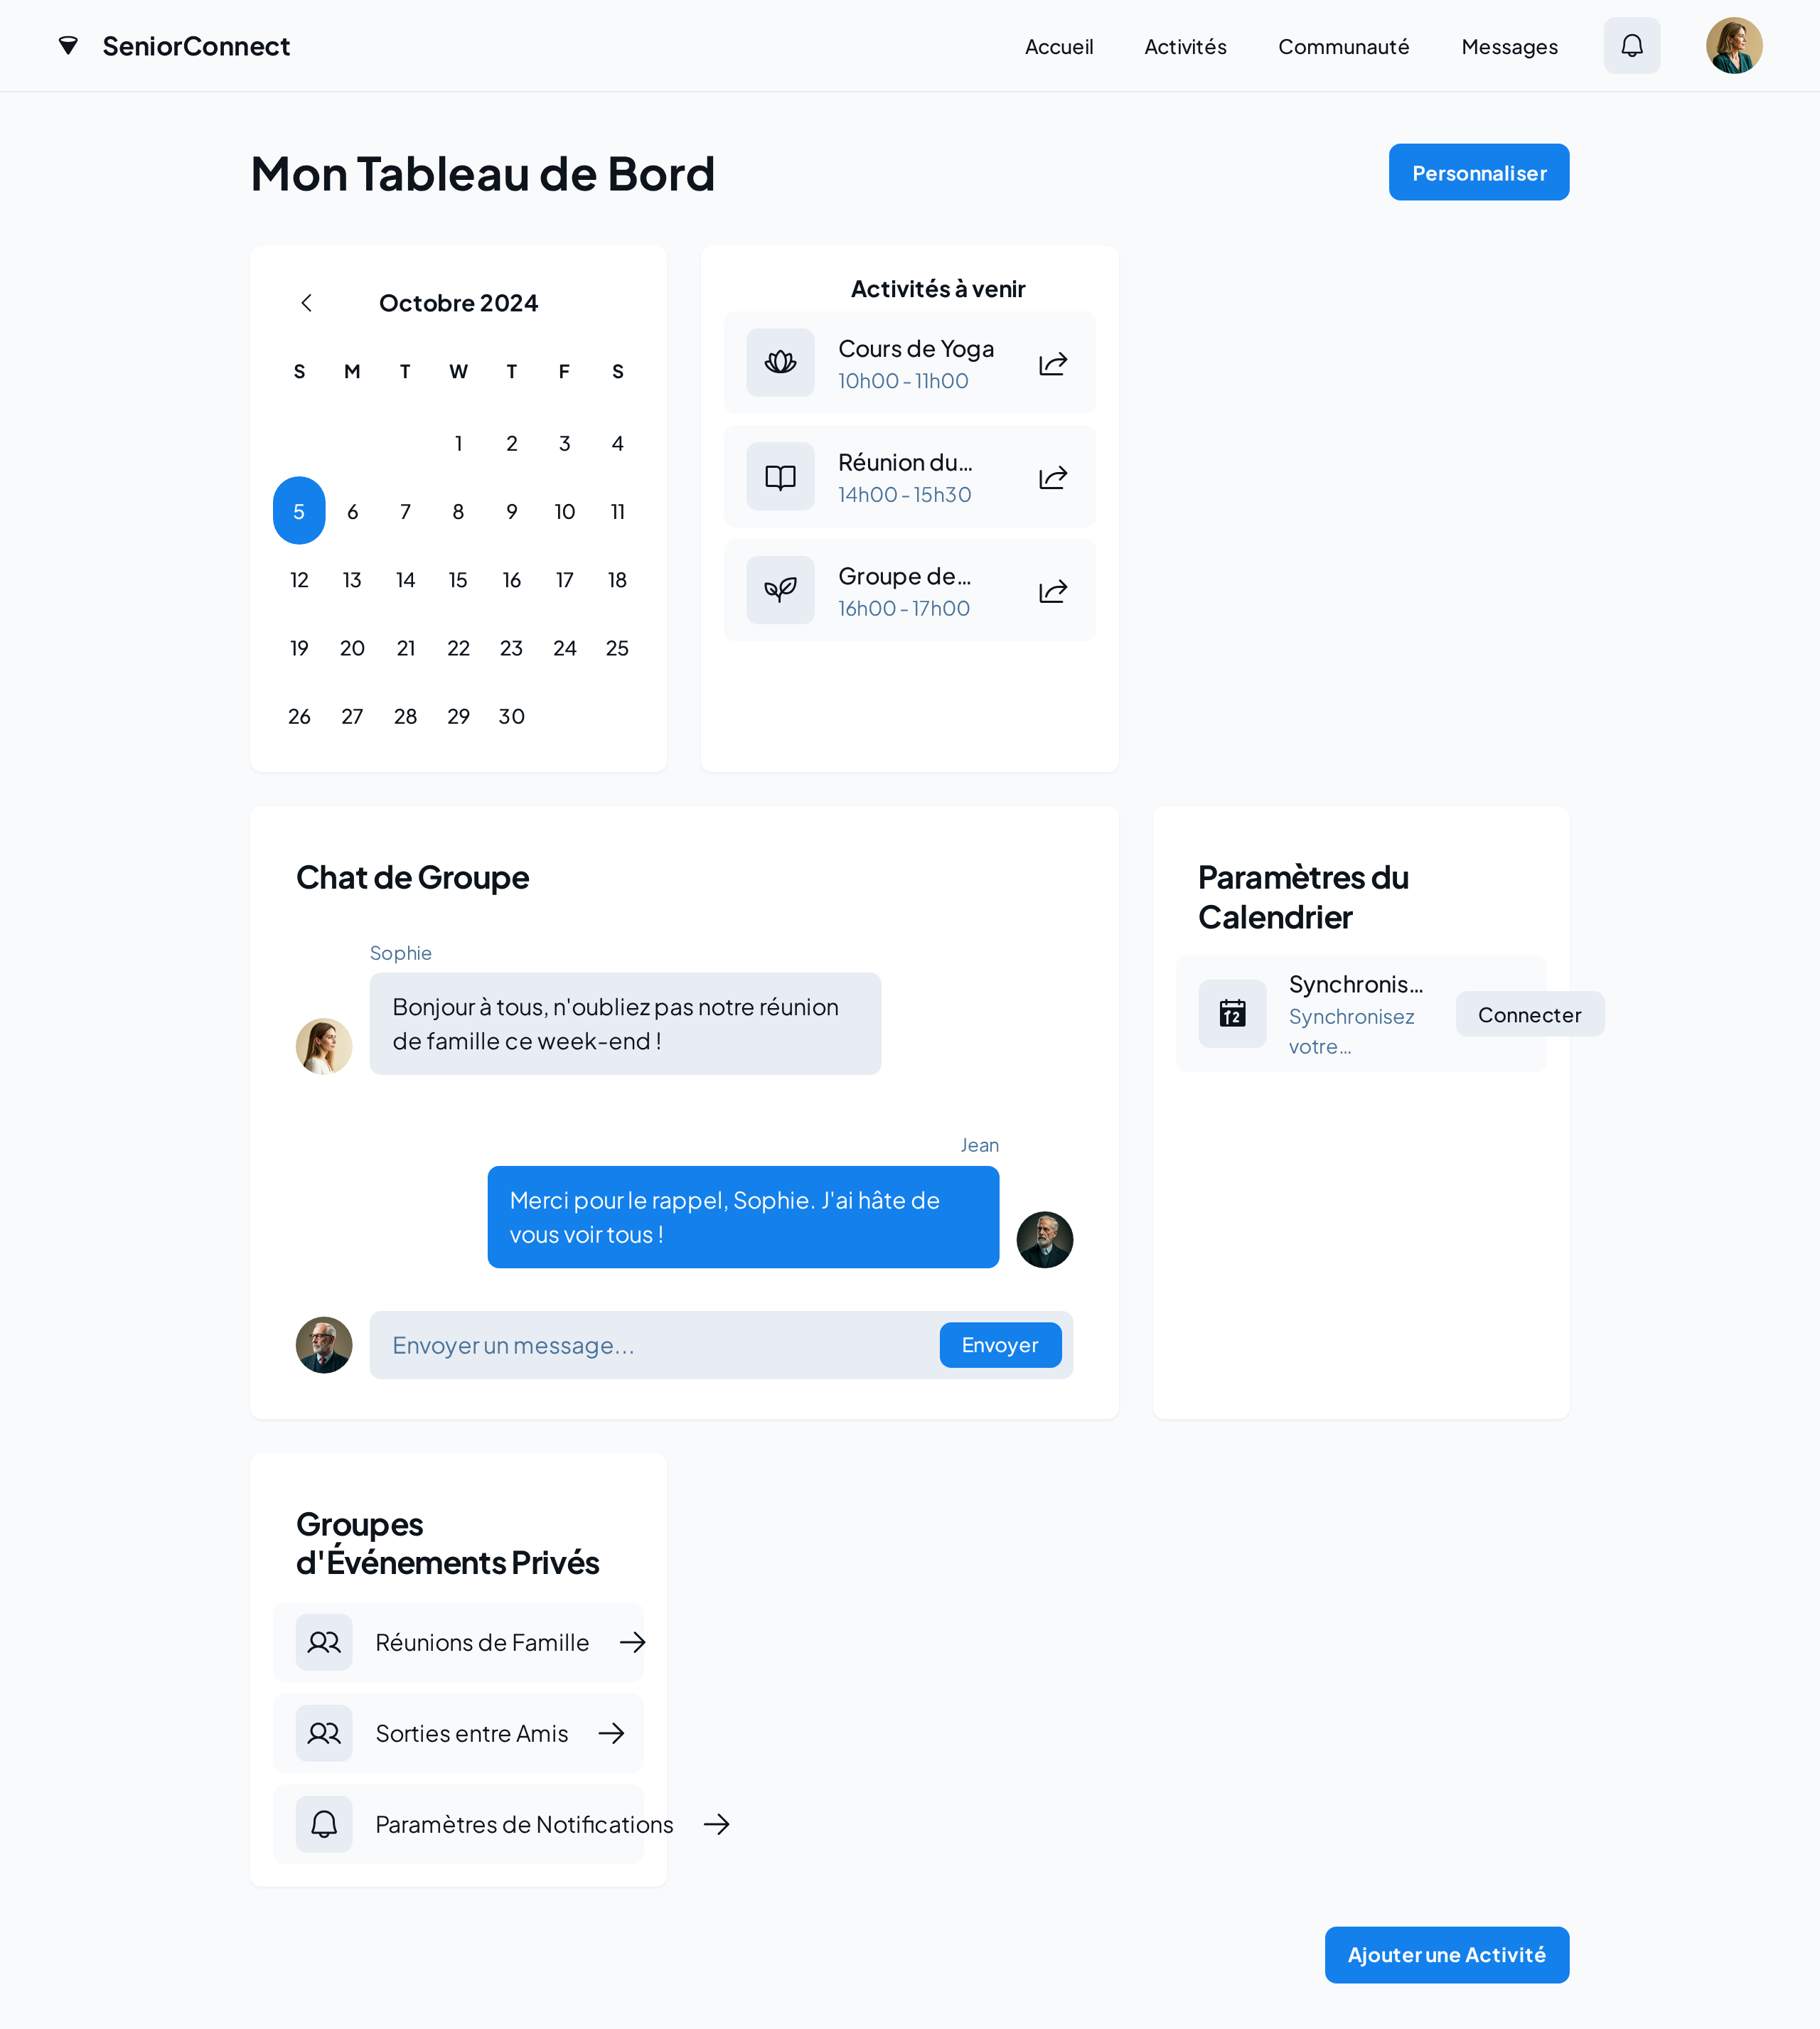 SeniorConnect
Accueil
Activités
Communauté
Messages
Mon Tableau de Bord
Personnaliser
Octobre 2024
S M T W T F S
1 2 3 4
5 6 7 8 9 10 11
12 13 14 15 16 17 18
19 20 21 22 23 24 25
26 27 28 29 30
Activités à venir
Cours de Yoga
10h00 - 11h00
Réunion du...
14h00 - 15h30
Groupe de...
16h00 - 17h00
Chat de Groupe
Sophie
Bonjour à tous, n'oubliez pas notre réunion
de famille ce week-end !
Jean
Merci pour le rappel, Sophie. J'ai hâte de
vous voir tous !
Envoyer un message...
Envoyer
Paramètres du
Calendrier
12
Synchronis...
Synchronisez
votre...
Connecter
Groupes
d'Événements Privés
Réunions de Famille
Sorties entre Amis
Paramètres de Notifications
Ajouter une Activité